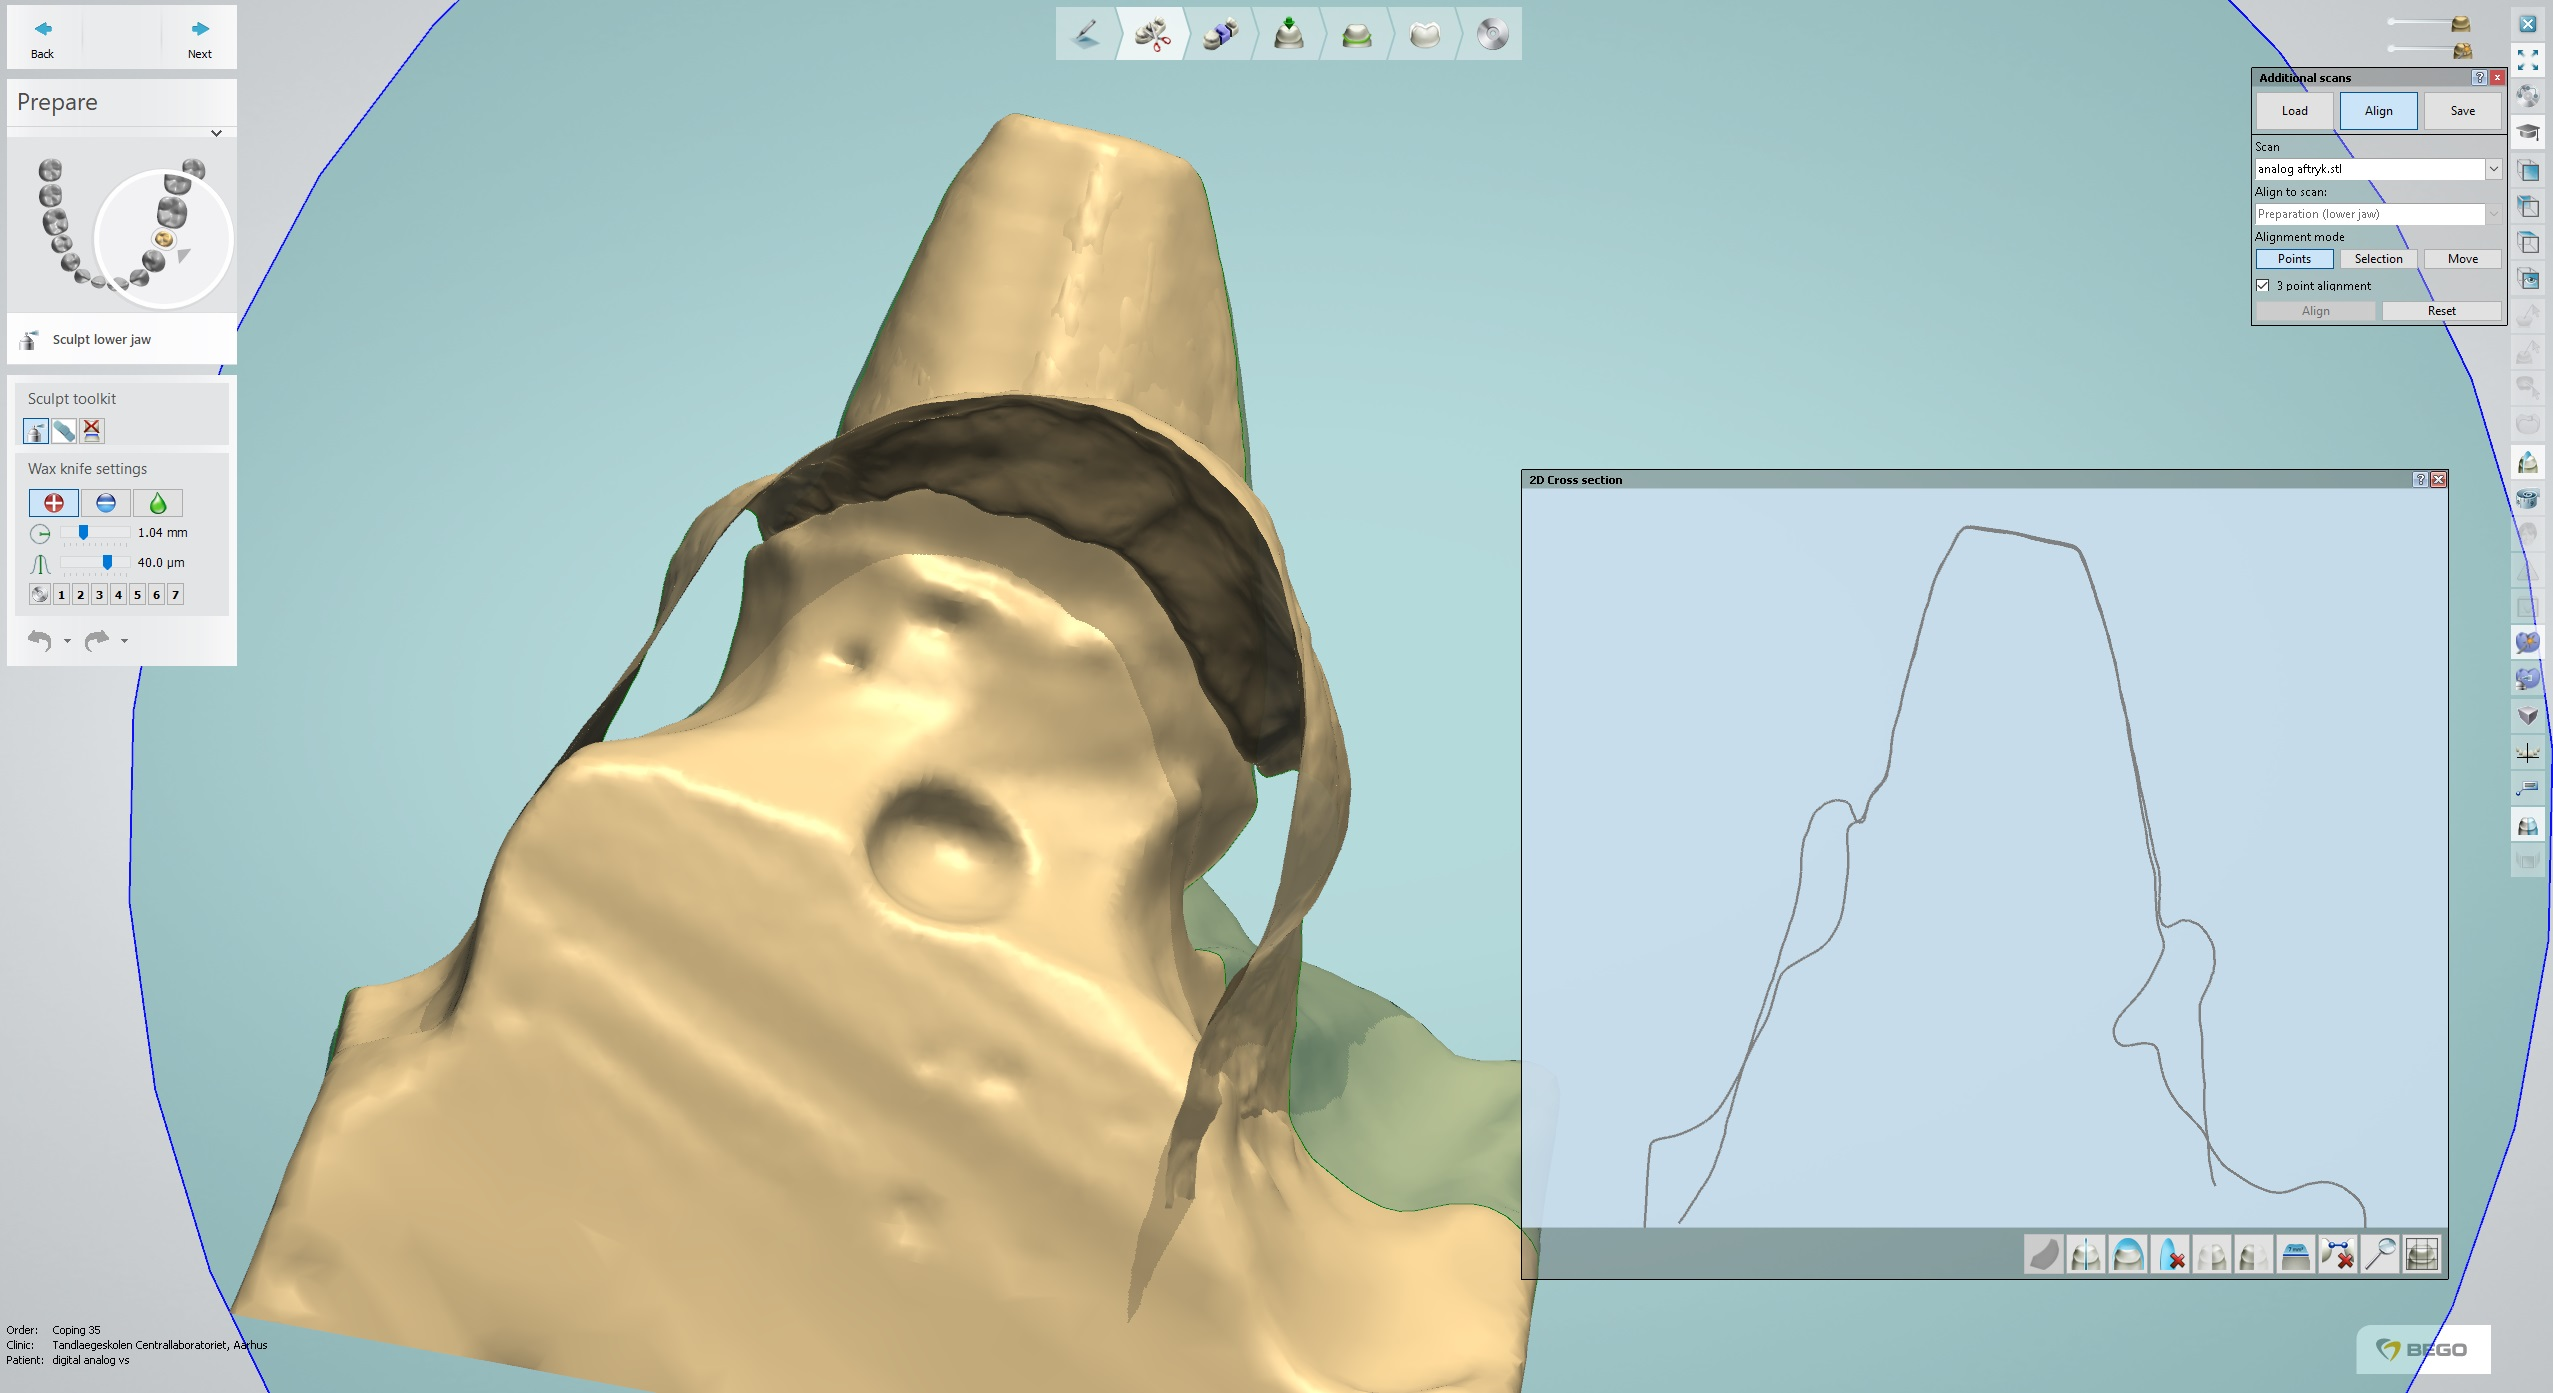 Back
Next
Prepare
Sculpt lower jaw
Sculpt toolkit
Wax knife settings
1.04 mm
40.0 µm
1 2 3 4 5 6 7
Additional scans
Load Align Save
Scan
analog aftryk.stl
Align to scan:
Preparation (lower jaw)
Alignment mode
Points Selection Move
3 point alignment
Align Reset
2D Cross section
Order: Coping 35
Clinic: Tandlaegeskolen Centrallaboratoriet, Aarhus
Patient: digital analog vs
BEGO